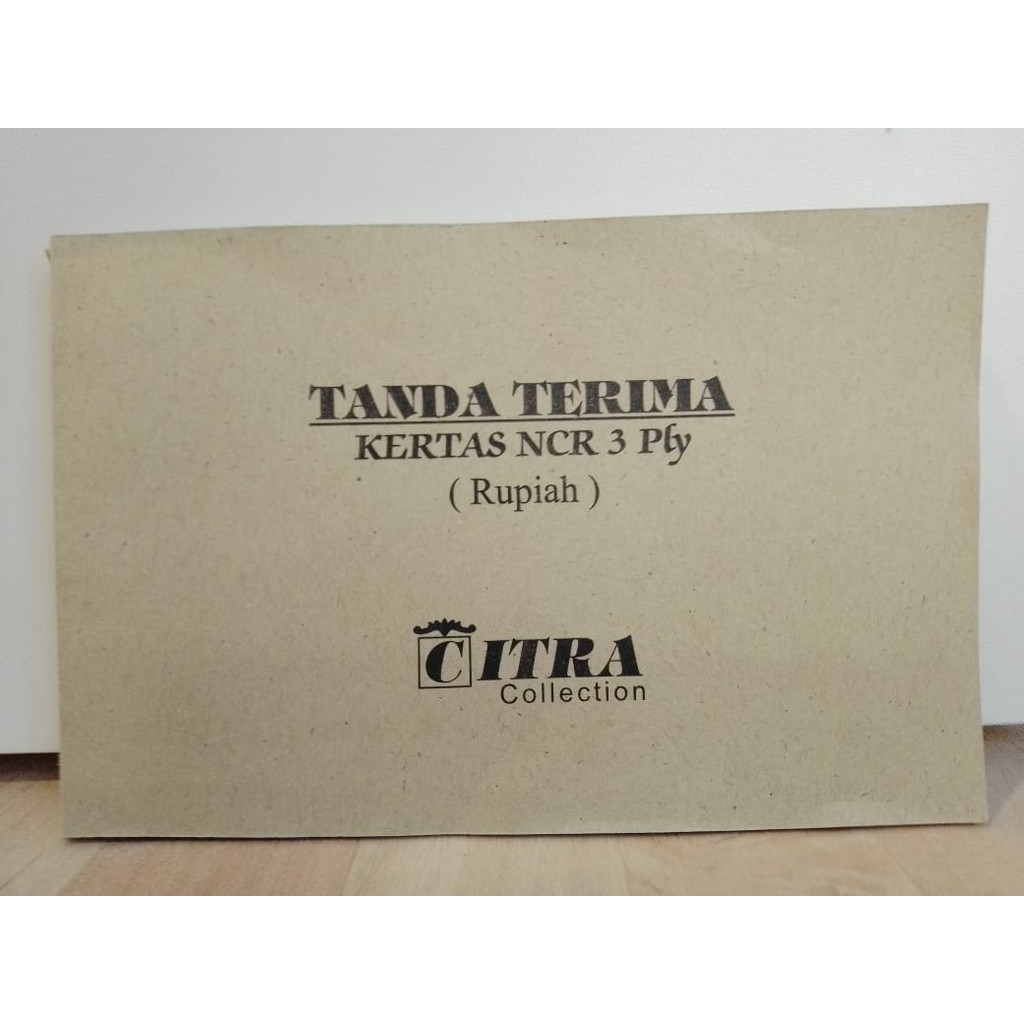 TANDA TERIMA
KERTAS NCR 3 Ply
( Rupiah )
CITRA
Collection